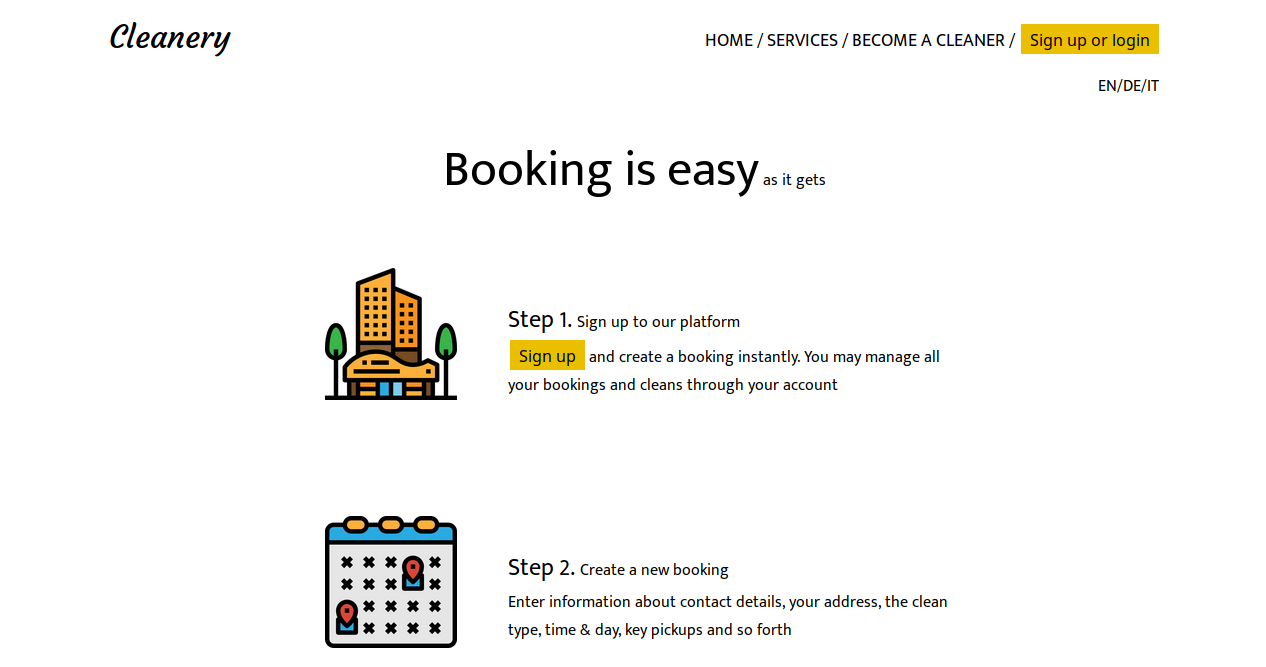 Cleanery
HOME / SERVICES / BECOME A CLEANER / Sign up or login
EN/DE/IT
Booking is easy as it gets
Step 1. Sign up to our platform
Sign up and create a booking instantly. You may manage all
your bookings and cleans through your account
Step 2. Create a new booking
Enter information about contact details, your address, the clean
type, time & day, key pickups and so forth